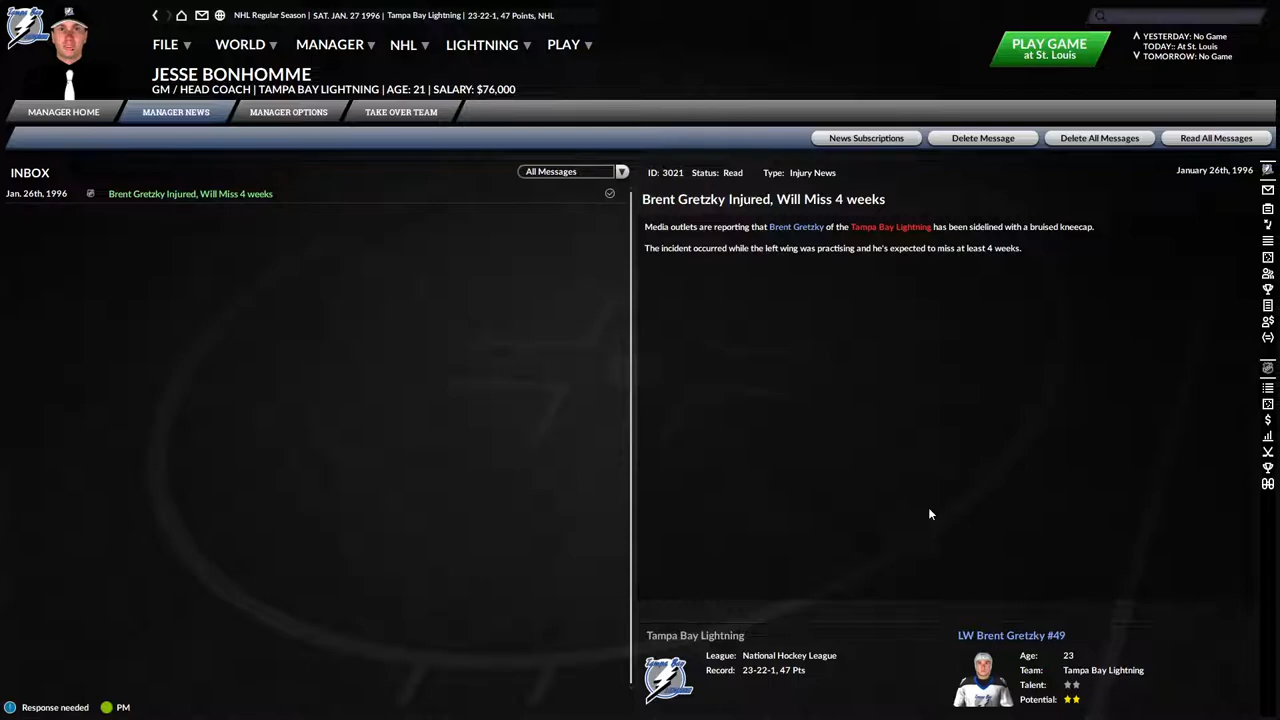 NHL Regular Season | SAT. JAN. 27 1996 | Tampa Bay Lightning | 23-22-1, 47 Points, NHL
FILE WORLD MANAGER NHL LIGHTNING PLAY
PLAY GAME
at St. Louis
YESTERDAY: No Game
TODAY:: At St. Louis
TOMORROW: No Game
JESSE BONHOMME
GM / HEAD COACH | TAMPA BAY LIGHTNING | AGE: 21 | SALARY: $76,000
MANAGER HOME MANAGER NEWS MANAGER OPTIONS TAKE OVER TEAM
News Subscriptions Delete Message Delete All Messages Read All Messages
INBOX
All Messages
Jan. 26th, 1996 Brent Gretzky Injured, Will Miss 4 weeks
ID: 3021 Status: Read Type: Injury News January 26th, 1996
Brent Gretzky Injured, Will Miss 4 weeks
Media outlets are reporting that Brent Gretzky of the Tampa Bay Lightning has been sidelined with a bruised kneecap.
The incident occurred while the left wing was practising and he's expected to miss at least 4 weeks.
Tampa Bay Lightning
League: National Hockey League
Record: 23-22-1, 47 Pts
LW Brent Gretzky #49
Age: 23
Team: Tampa Bay Lightning
Talent:
Potential:
Response needed PM